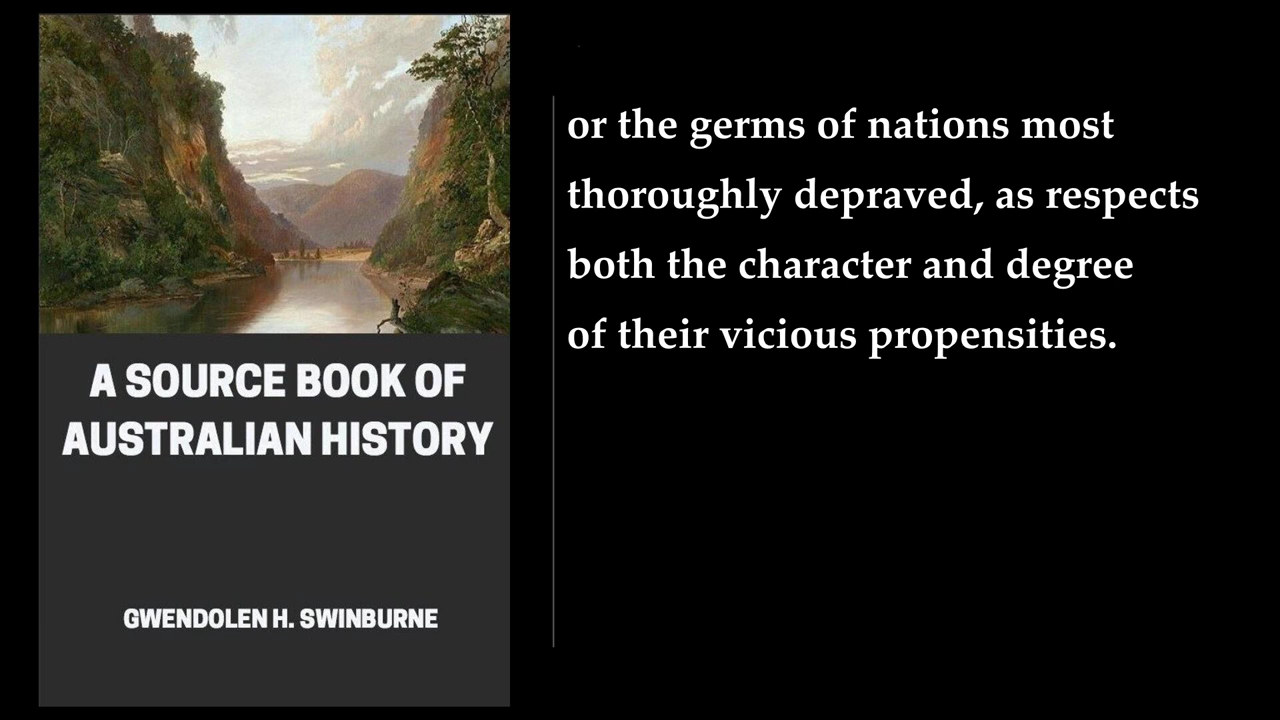 or the germs of nations most
thoroughly depraved, as respects
both the character and degree
of their vicious propensities.
A SOURCE BOOK OF
AUSTRALIAN HISTORY
GWENDOLEN H. SWINBURNE